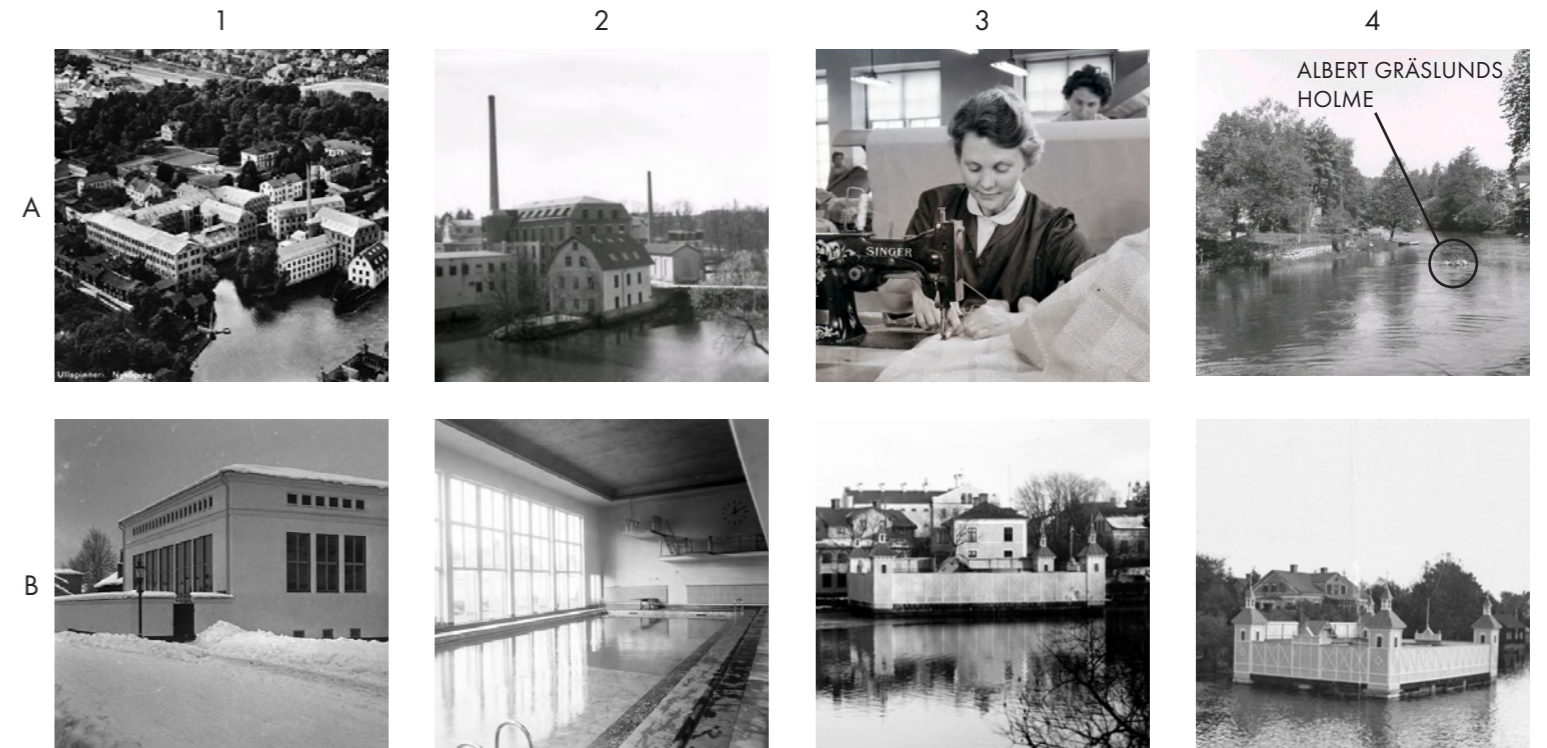 1
2
3
4
A
ALBERT GRÄSLUNDS
HOLME
SINGER
Ullspinneri. Nyköping.
B